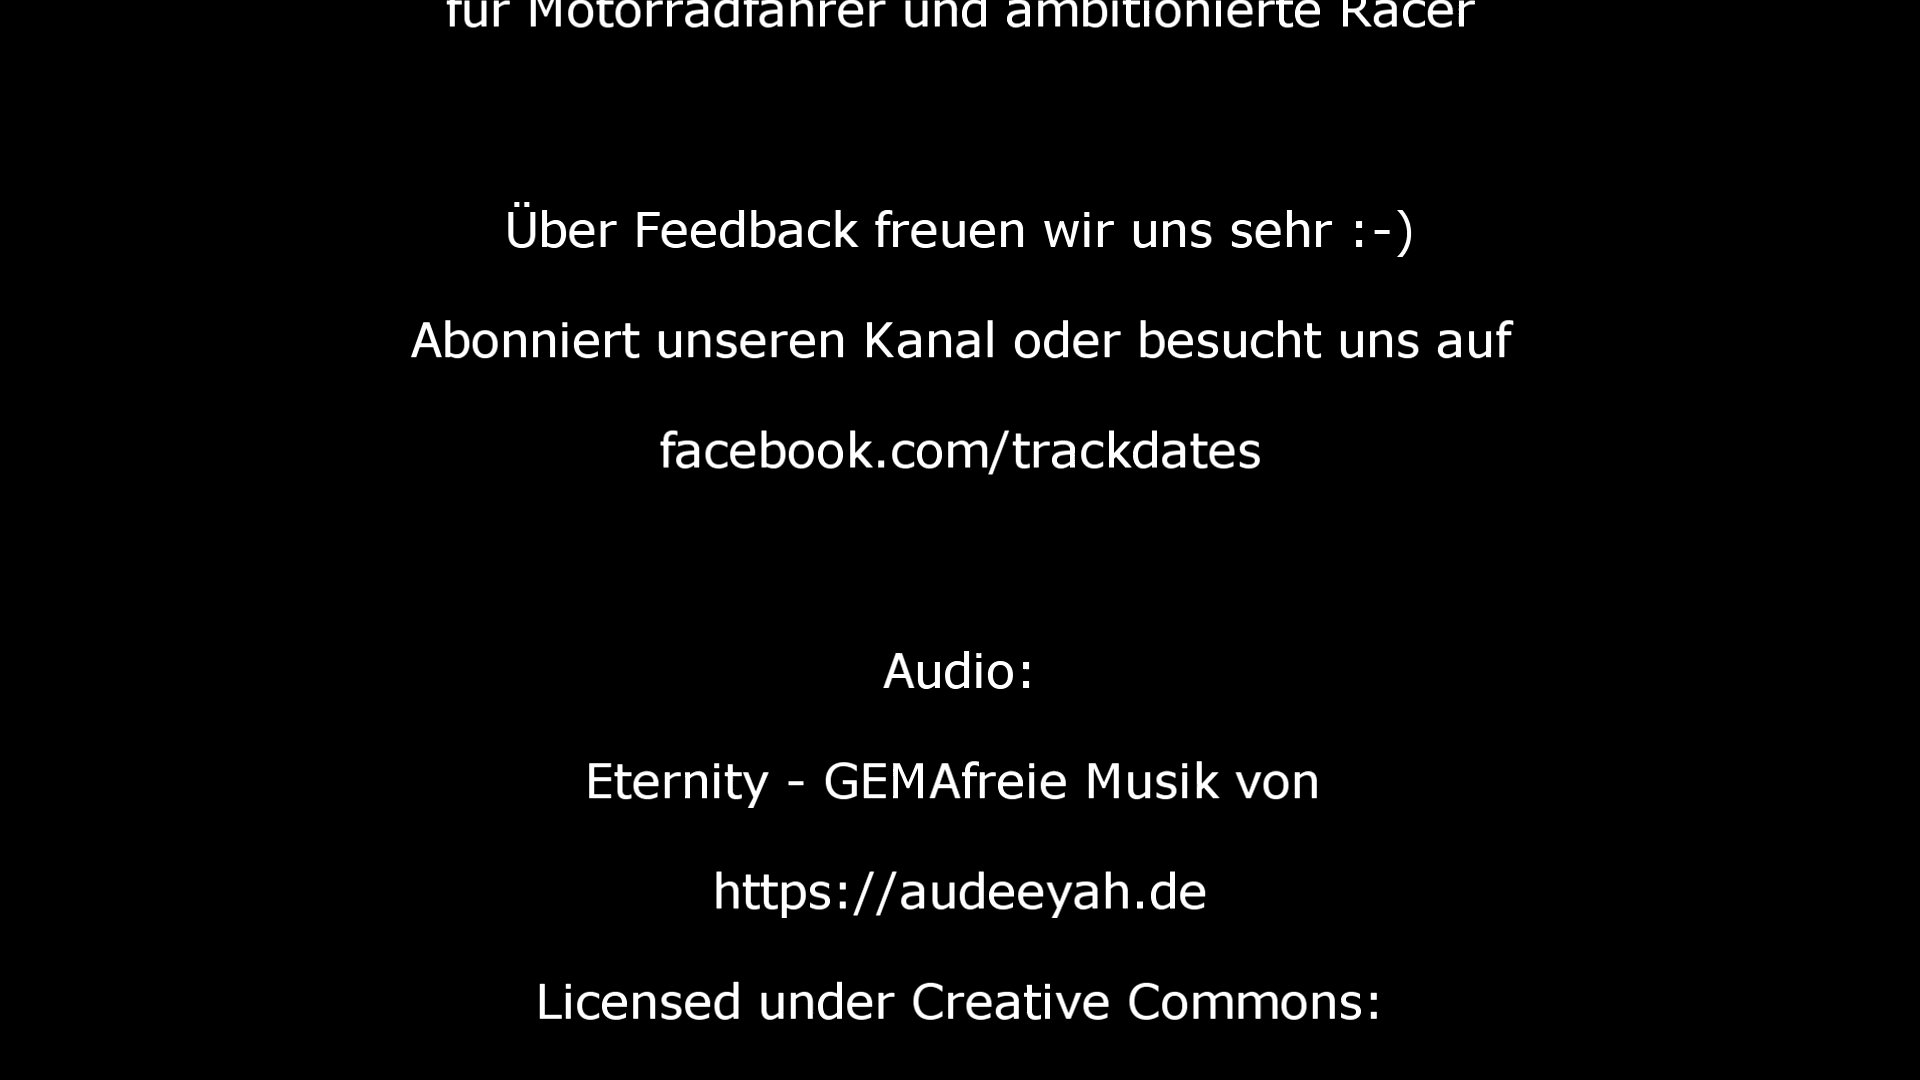 für Motorradfahrer und ambitionierte Racer
Über Feedback freuen wir uns sehr :-)
Abonniert unseren Kanal oder besucht uns auf
facebook.com/trackdates
Audio:
Eternity - GEMAfreie Musik von
https://audeeyah.de
Licensed under Creative Commons: